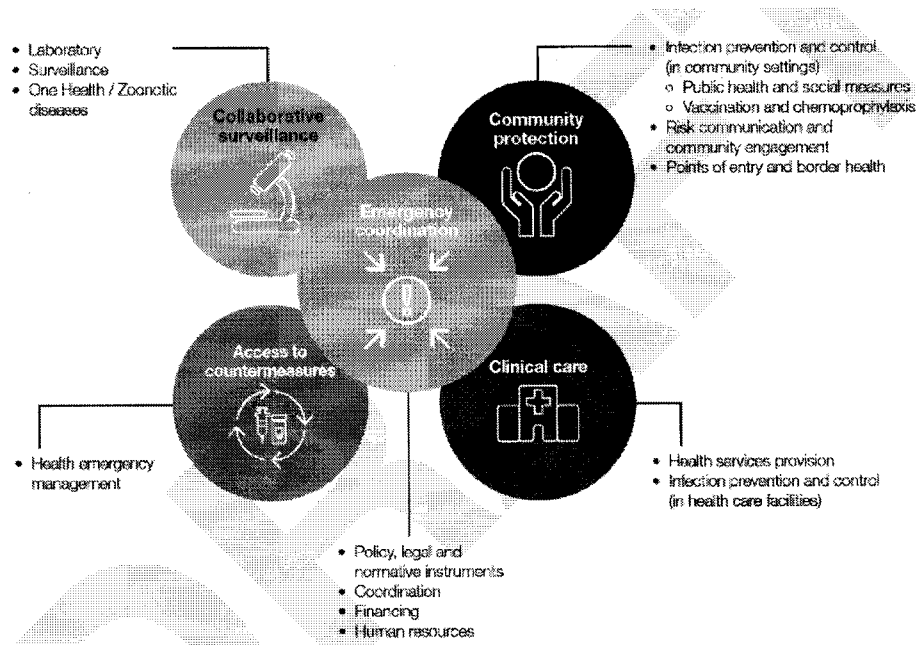 • Laboratory
• Surveillance
• One Health / Zoonotic
diseases
Collaborative
surveillance
Community
protection
• Infection prevention and control
(in community settings)
o Public health and social measures
o Vaccination and chemoprophylaxis
• Risk communication and
community engagement
• Points of entry and border health
Emergency
coordination
Access to
countermeasures
Clinical care
• Health emergency
management
• Health services provision
• Infection prevention and control
(in health care facilities)
• Policy, legal and
normative instruments
• Coordination
• Financing
• Human resources